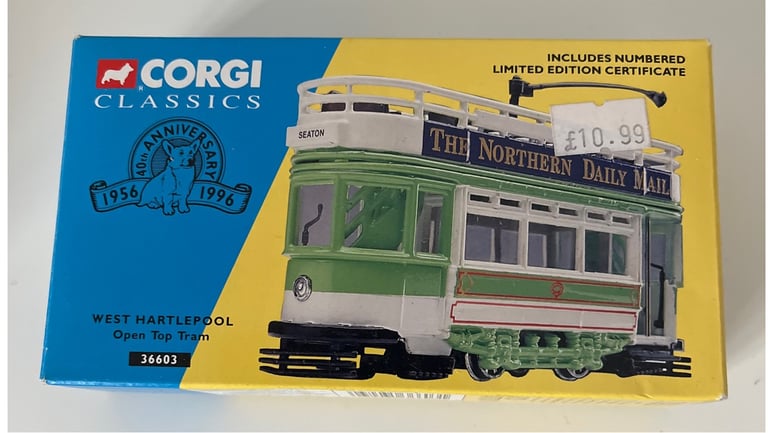 CORGI
CLASSICS
INCLUDES NUMBERED
LIMITED EDITION CERTIFICATE
40th ANNIVERSARY
1956 1996
SEATON
£10.99
THE NORTHERN DAILY MAIL
WEST HARTLEPOOL
Open Top Tram
36603